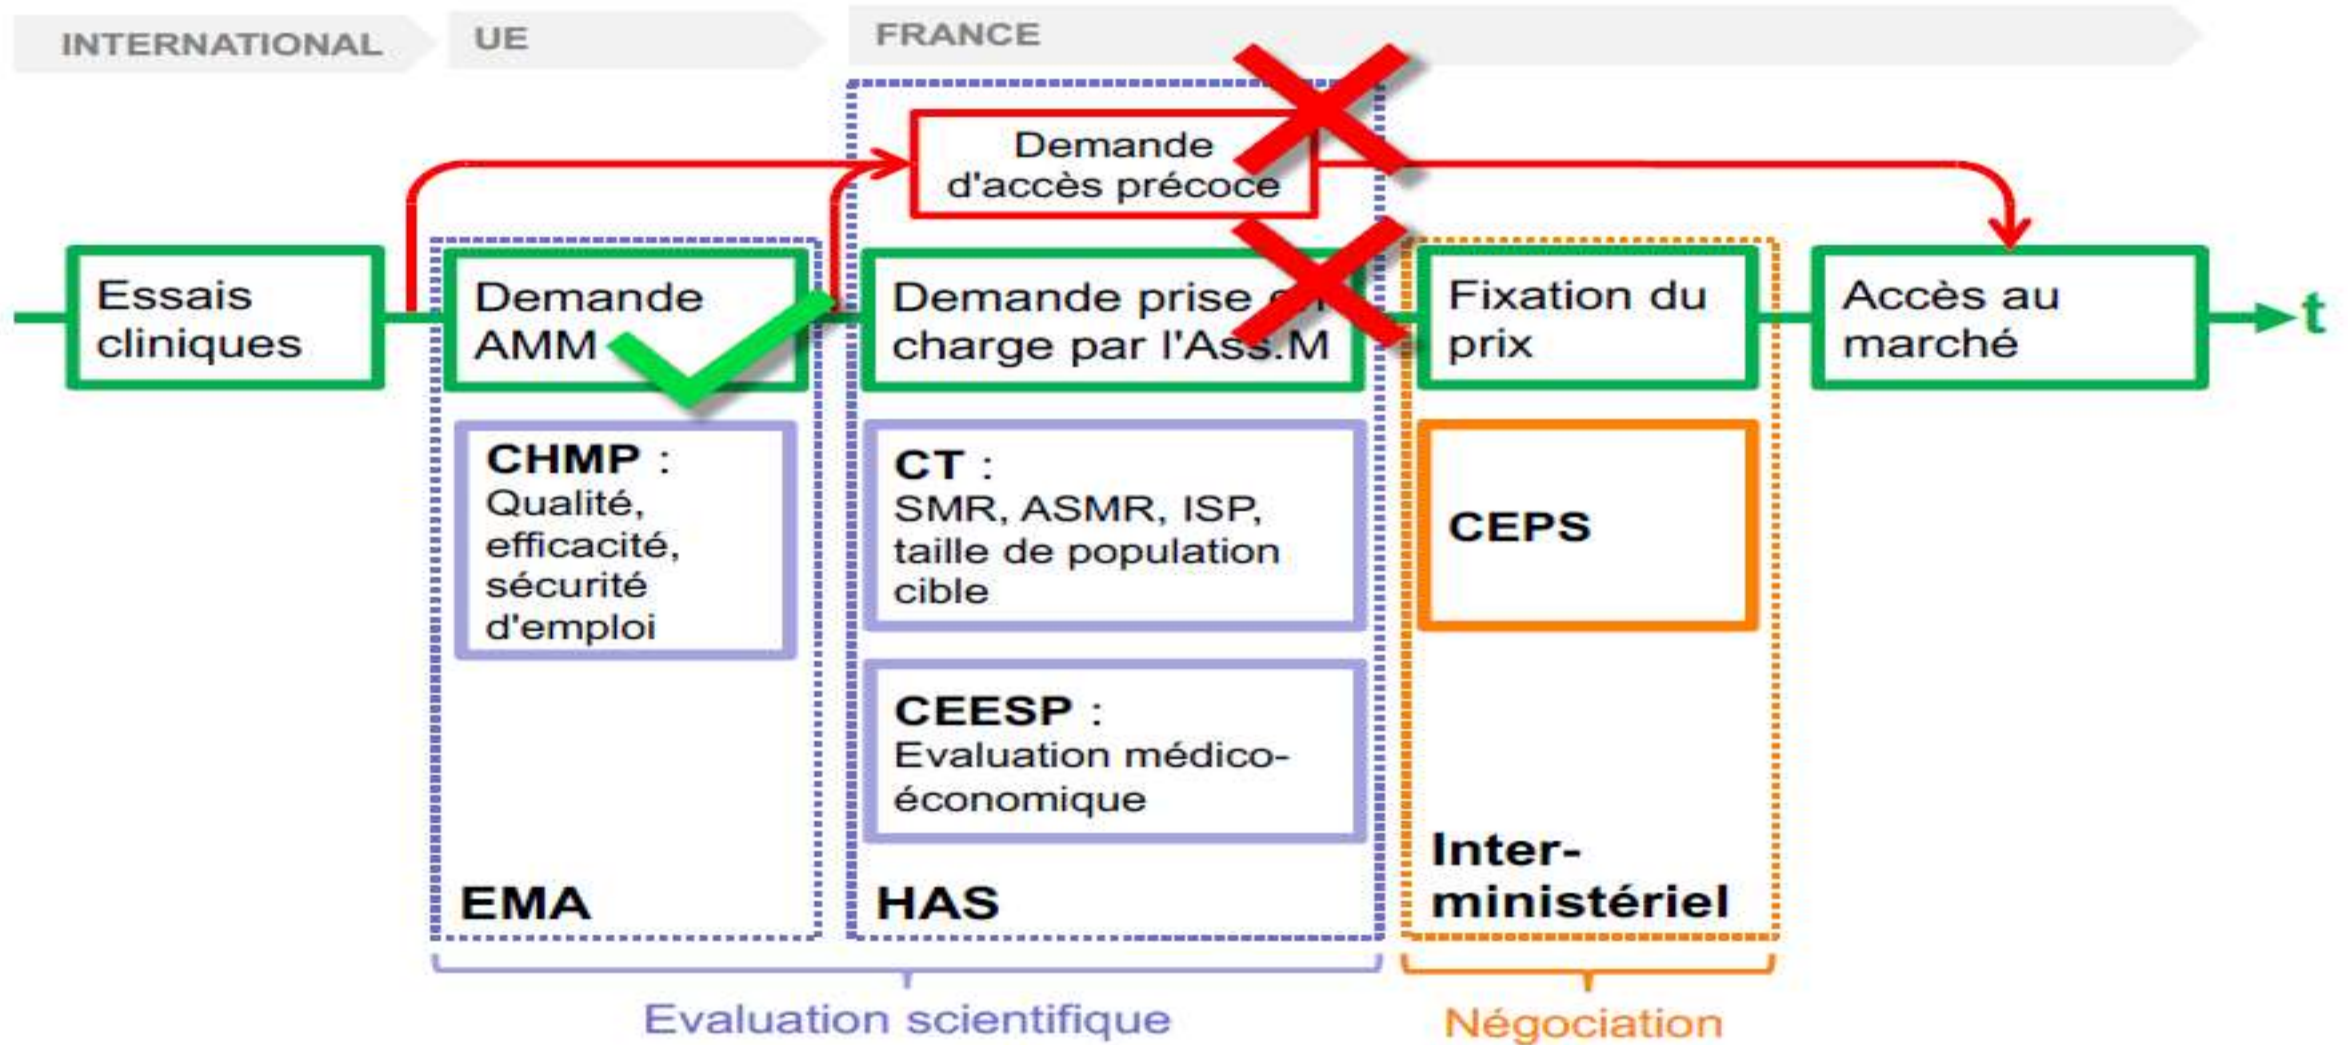 INTERNATIONAL
UE
FRANCE
Demande
d'accès précoce
Essais
cliniques
Demande
AMM
Demande prise
charge par l'Ass.M
Fixation du
prix
Accès au
marché
t
CHMP :
Qualité,
efficacité,
sécurité
d'emploi
CT :
SMR, ASMR, ISP,
taille de population
cible
CEPS
CEESP :
Evaluation médico-
économique
EMA
HAS
Inter-
ministériel
Evaluation scientifique
Négociation